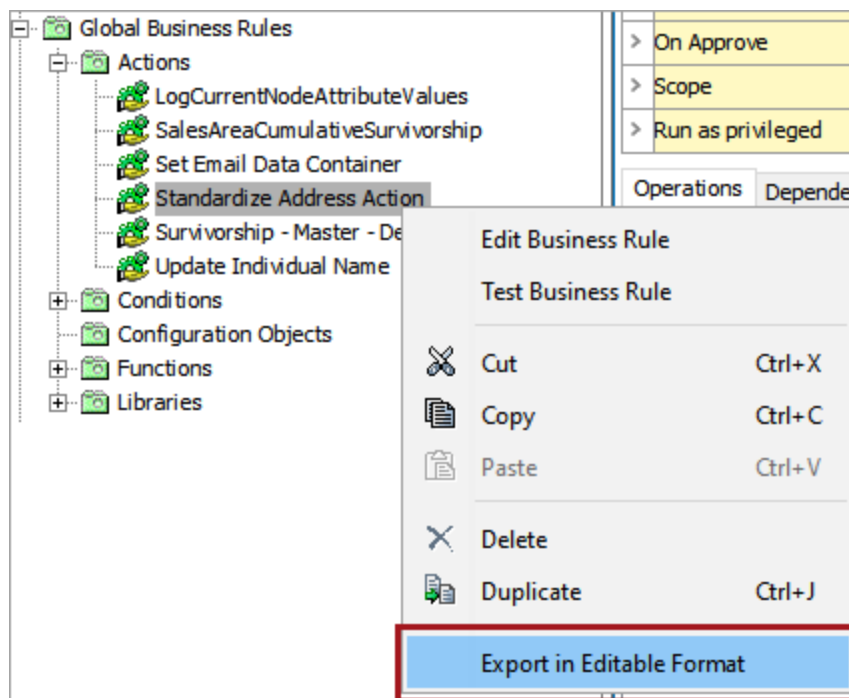 Global Business Rules
Actions
LogCurrentNodeAttributeValues
SalesAreaCumulativeSurvivorship
Set Email Data Container
Standardize Address Action
Survivorship - Master - De
Update Individual Name
Conditions
Configuration Objects
Functions
Libraries
On Approve
Scope
Run as privileged
Operations Depende
Edit Business Rule
Test Business Rule
Cut Ctrl+X
Copy Ctrl+C
Paste Ctrl+V
Delete
Duplicate Ctrl+J
Export in Editable Format